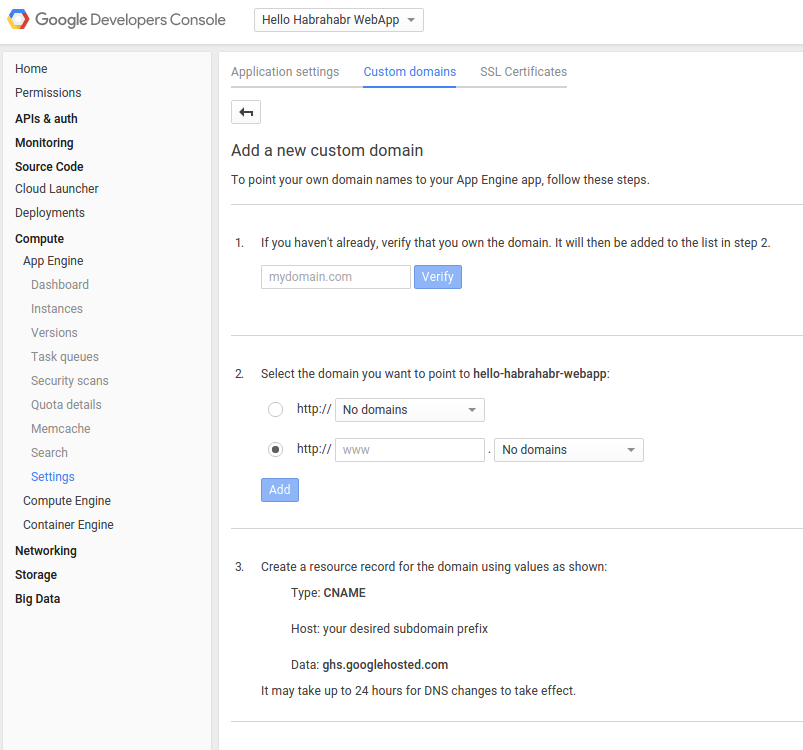 Google Developers Console
Hello Habrahabr WebApp
Home
Permissions
APIs & auth
Monitoring
Source Code
Cloud Launcher
Deployments
Compute
App Engine
Dashboard
Instances
Versions
Task queues
Security scans
Quota details
Memcache
Search
Settings
Compute Engine
Container Engine
Networking
Storage
Big Data
Application settings Custom domains SSL Certificates
Add a new custom domain
To point your own domain names to your App Engine app, follow these steps.
1. If you haven't already, verify that you own the domain. It will then be added to the list in step 2.
mydomain.com Verify
2. Select the domain you want to point to hello-habrahabr-webapp:
http:// No domains
http:// www . No domains
Add
3. Create a resource record for the domain using values as shown:
Type: CNAME
Host: your desired subdomain prefix
Data: ghs.googlehosted.com
It may take up to 24 hours for DNS changes to take effect.